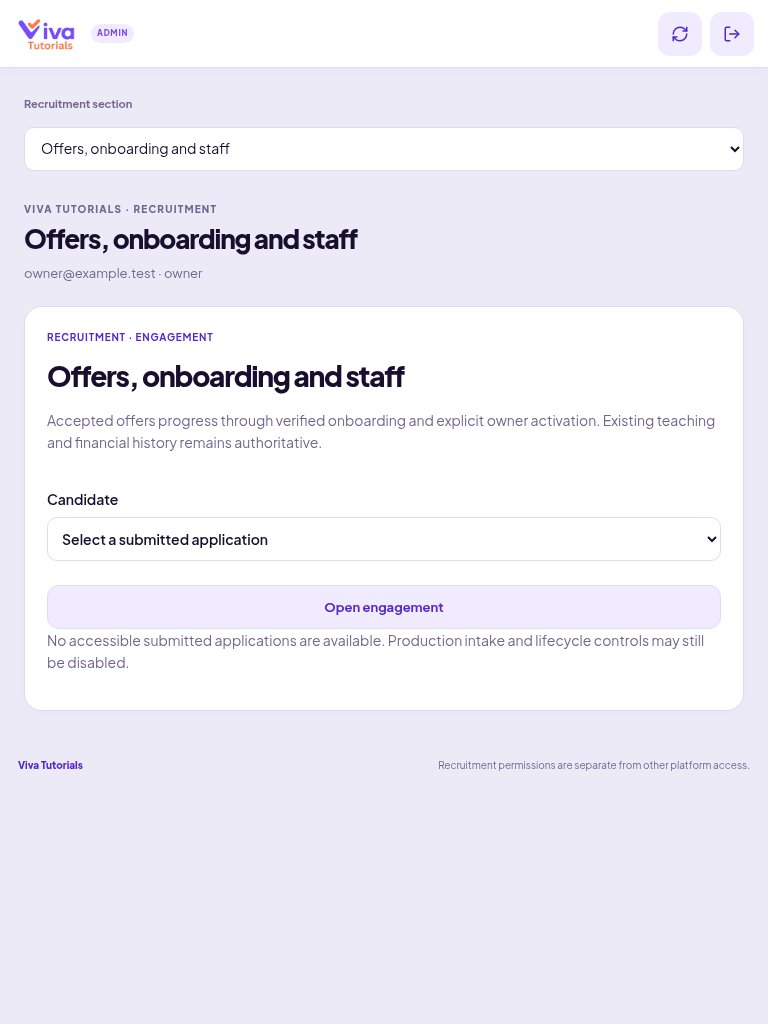 Viva
Tutorials
ADMIN
Recruitment section
Offers, onboarding and staff
VIVA TUTORIALS · RECRUITMENT
Offers, onboarding and staff
owner@example.test · owner
RECRUITMENT · ENGAGEMENT
Offers, onboarding and staff
Accepted offers progress through verified onboarding and explicit owner activation. Existing teaching
and financial history remains authoritative.
Candidate
Select a submitted application
Open engagement
No accessible submitted applications are available. Production intake and lifecycle controls may still
be disabled.
Viva Tutorials
Recruitment permissions are separate from other platform access.